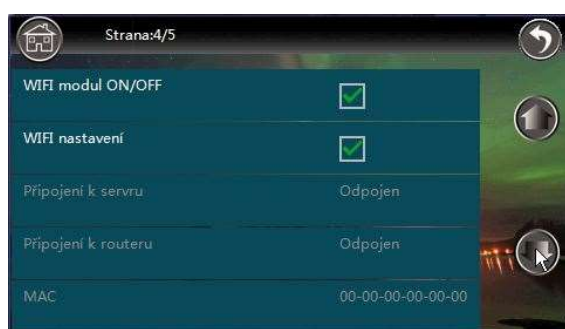 Strana:4/5
WIFI modul ON/OFF
WIFI nastavení
Připojení k servru Odpojen
Připojení k routeru Odpojen
MAC 00-00-00-00-00-00